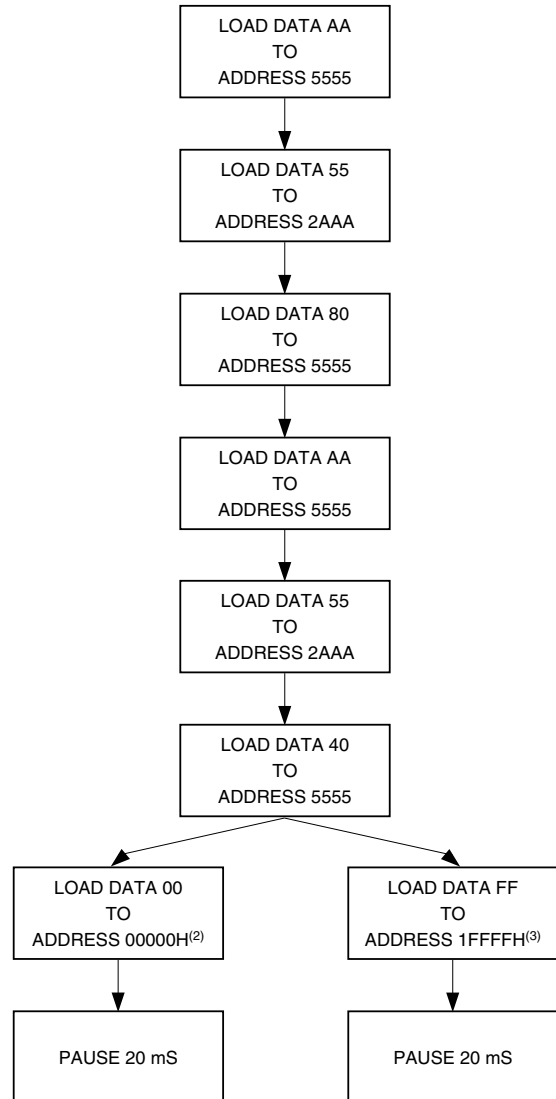 LOAD DATA AA
TO
ADDRESS 5555
LOAD DATA 55
TO
ADDRESS 2AAA
LOAD DATA 80
TO
ADDRESS 5555
LOAD DATA AA
TO
ADDRESS 5555
LOAD DATA 55
TO
ADDRESS 2AAA
LOAD DATA 40
TO
ADDRESS 5555
LOAD DATA 00
TO
ADDRESS 00000H(2)
LOAD DATA FF
TO
ADDRESS 1FFFFH(3)
PAUSE 20 mS
PAUSE 20 mS